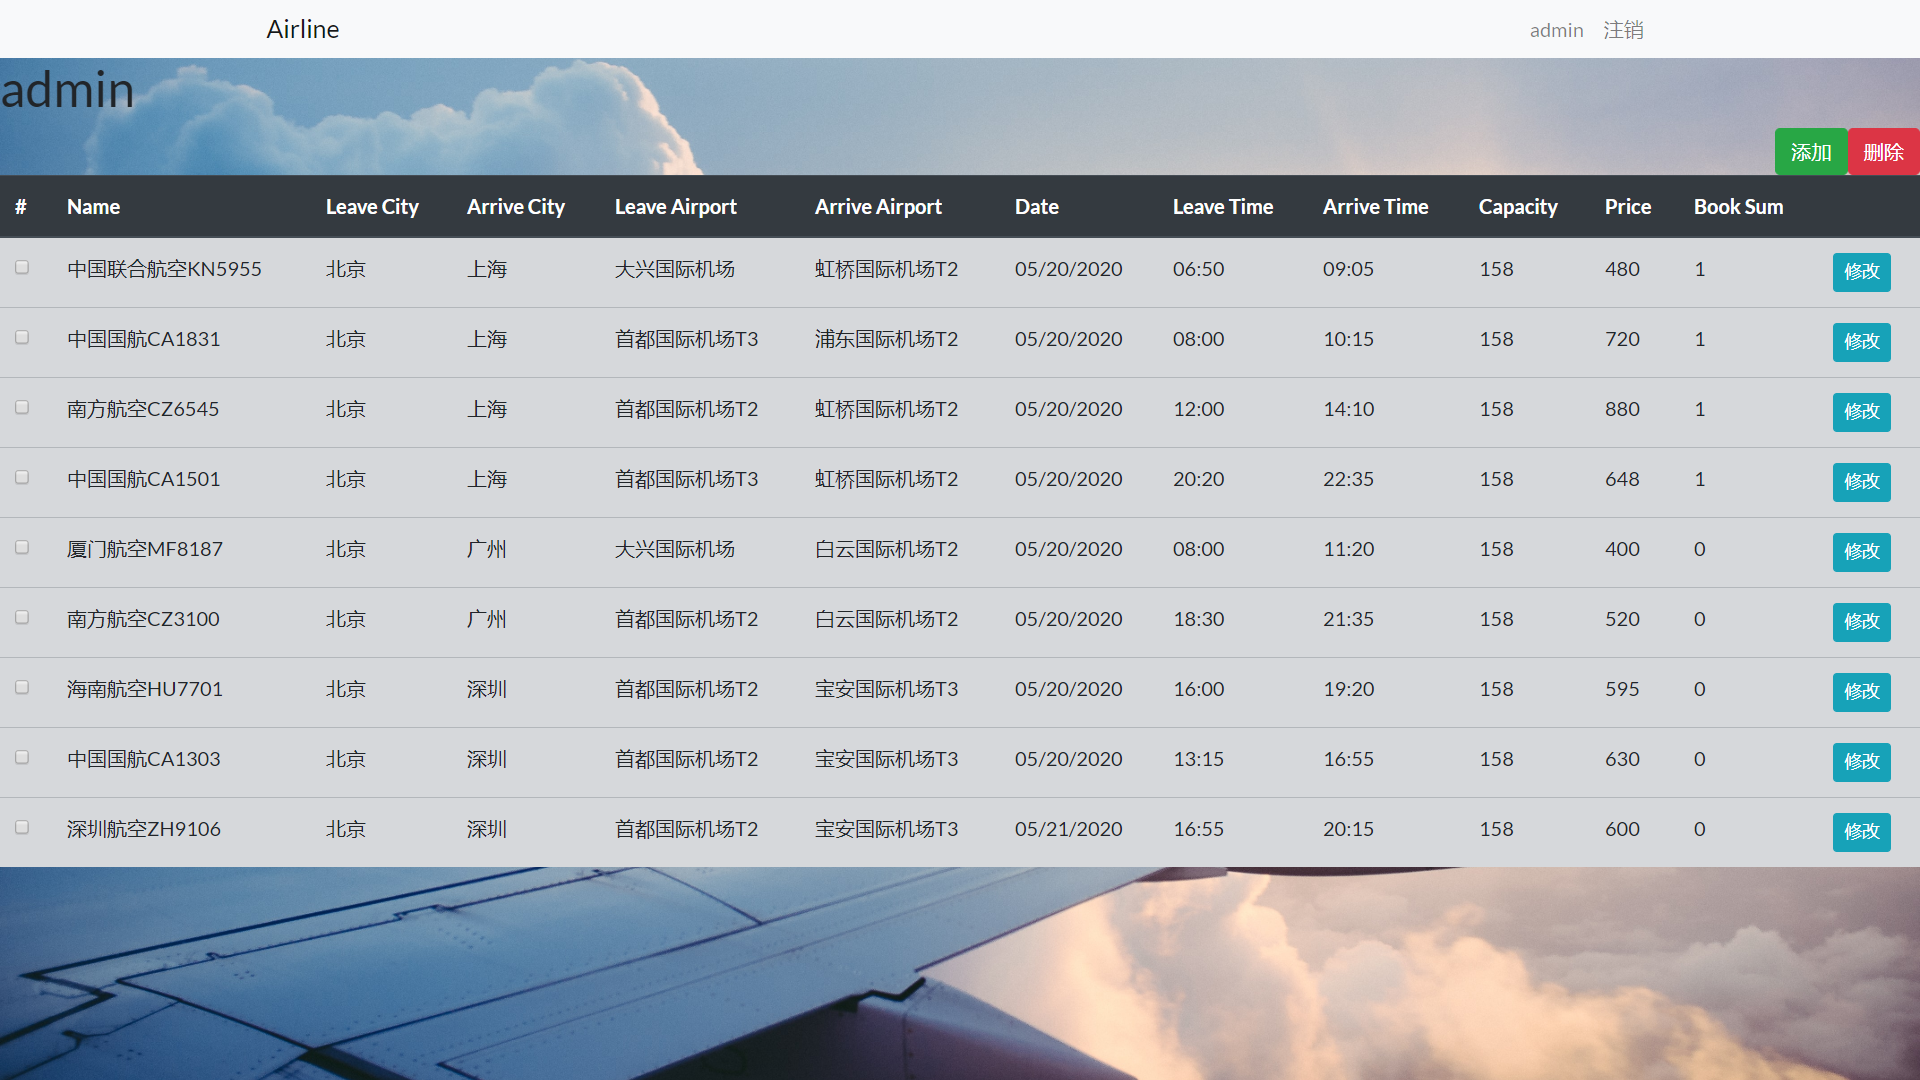 Airline admin 注销
admin
添加 删除
# Name Leave City Arrive City Leave Airport Arrive Airport Date Leave Time Arrive Time Capacity Price Book Sum
中国联合航空KN5955 北京 上海 大兴国际机场 虹桥国际机场T2 05/20/2020 06:50 09:05 158 480 1 修改
中国国航CA1831 北京 上海 首都国际机场T3 浦东国际机场T2 05/20/2020 08:00 10:15 158 720 1 修改
南方航空CZ6545 北京 上海 首都国际机场T2 虹桥国际机场T2 05/20/2020 12:00 14:10 158 880 1 修改
中国国航CA1501 北京 上海 首都国际机场T3 虹桥国际机场T2 05/20/2020 20:20 22:35 158 648 1 修改
厦门航空MF8187 北京 广州 大兴国际机场 白云国际机场T2 05/20/2020 08:00 11:20 158 400 0 修改
南方航空CZ3100 北京 广州 首都国际机场T2 白云国际机场T2 05/20/2020 18:30 21:35 158 520 0 修改
海南航空HU7701 北京 深圳 首都国际机场T2 宝安国际机场T3 05/20/2020 16:00 19:20 158 595 0 修改
中国国航CA1303 北京 深圳 首都国际机场T2 宝安国际机场T3 05/20/2020 13:15 16:55 158 630 0 修改
深圳航空ZH9106 北京 深圳 首都国际机场T2 宝安国际机场T3 05/21/2020 16:55 20:15 158 600 0 修改